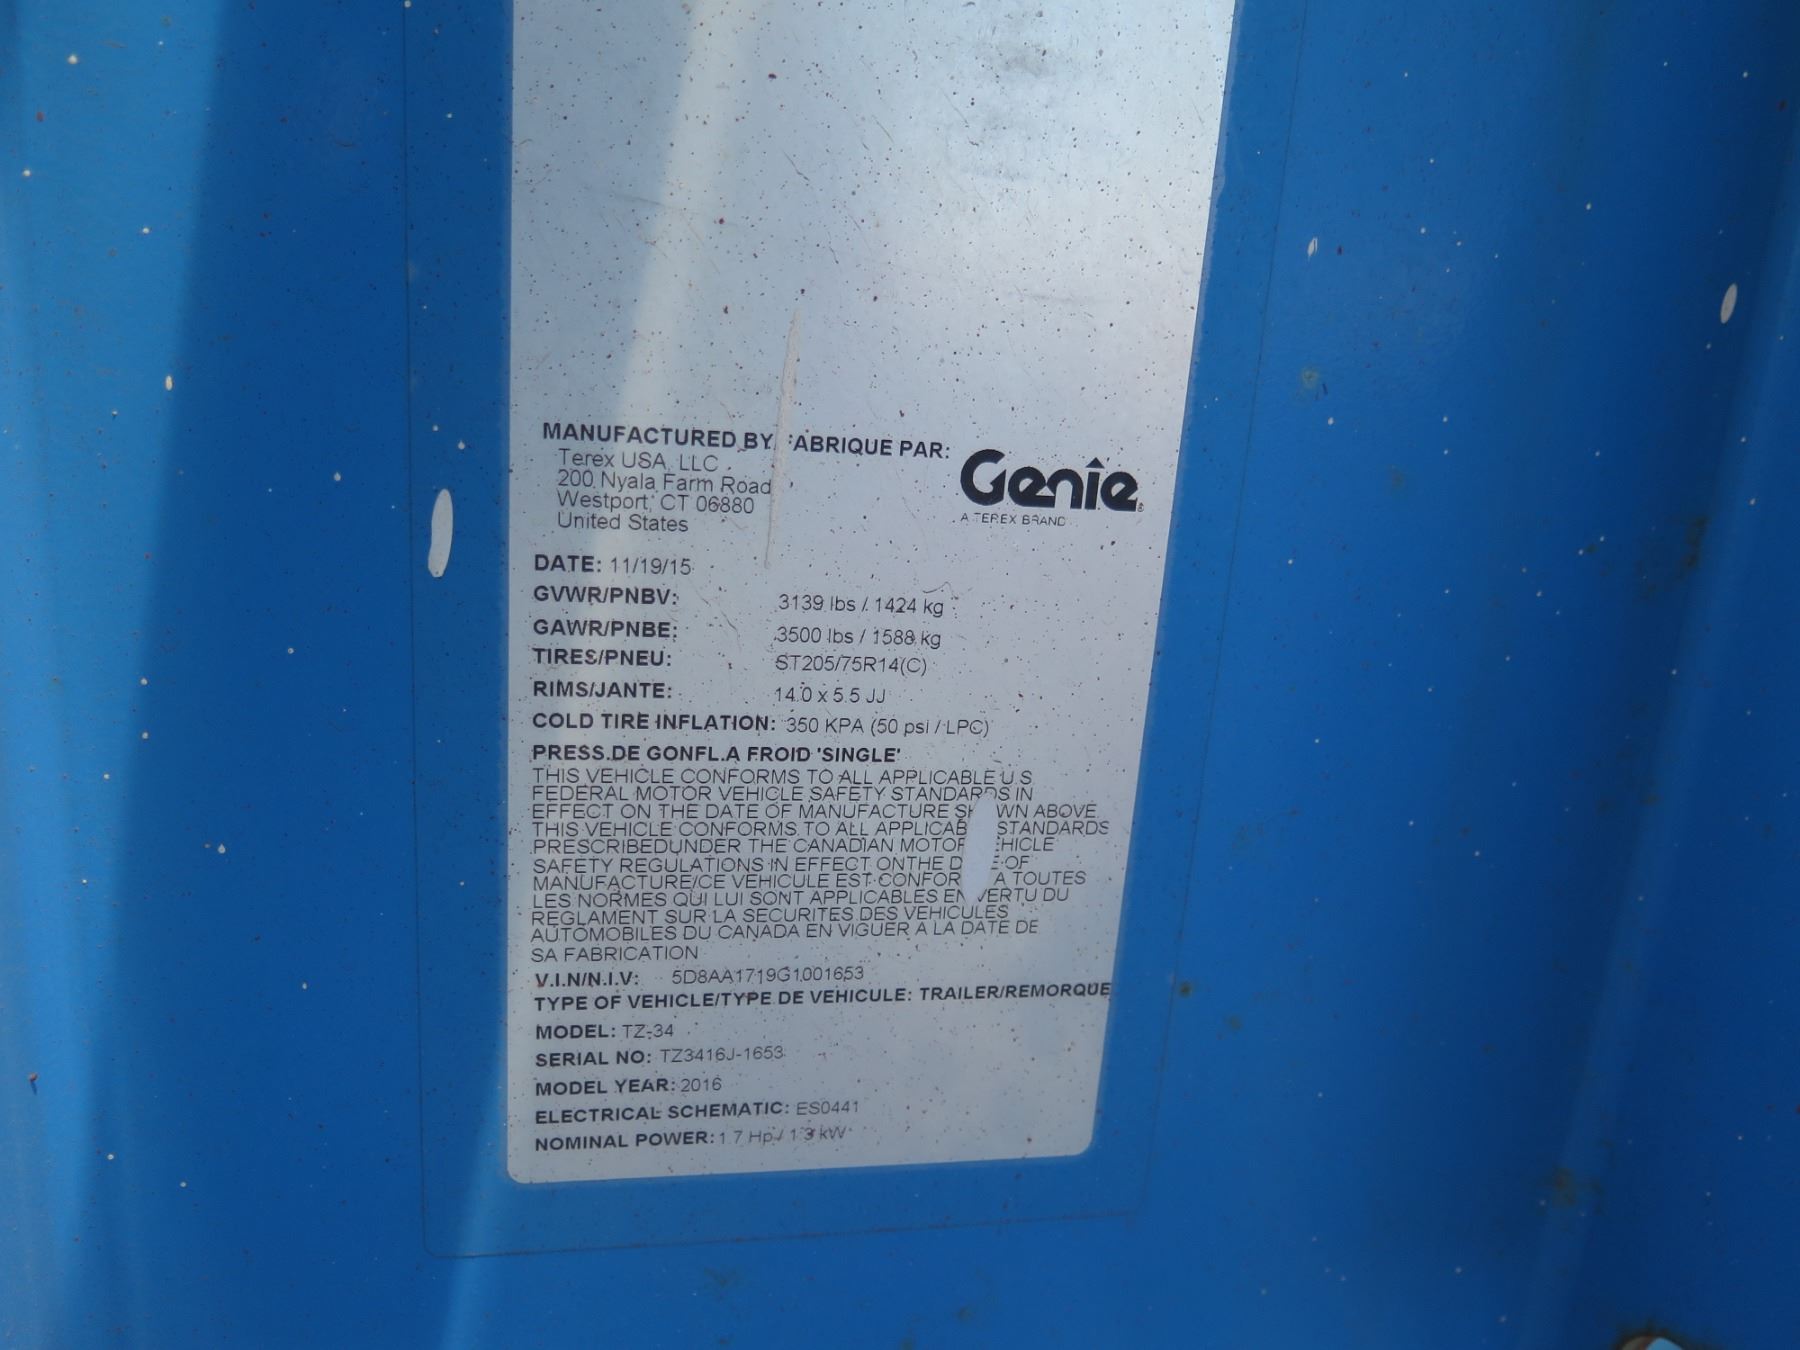 MANUFACTURED BY/FABRIQUE PAR:
Terex USA, LLC
200 Nyala Farm Road
Westport, CT 06880
United States
Genie
A TEREX BRAND
DATE: 11/19/15
GVWR/PNBV: 3139 lbs / 1424 kg
GAWR/PNBE: 3500 lbs / 1588 kg
TIRES/PNEU: ST205/75R14(C)
RIMS/JANTE: 14.0 x 5.5 JJ
COLD TIRE INFLATION: 350 KPA (50 psi / LPC)
PRESS.DE GONFL.A FROID 'SINGLE'
THIS VEHICLE CONFORMS TO ALL APPLICABLE U.S.
FEDERAL MOTOR VEHICLE SAFETY STANDARDS IN
EFFECT ON THE DATE OF MANUFACTURE SHOWN ABOVE.
THIS VEHICLE CONFORMS TO ALL APPLICABLE STANDARDS
PRESCRIBEDUNDER THE CANADIAN MOTOR VEHICLE
SAFETY REGULATIONS IN EFFECT ONTHE DATE OF
MANUFACTURE/CE VEHICULE EST CONFORME A TOUTES
LES NORMES QUI LUI SONT APPLICABLES EN VERTU DU
REGLAMENT SUR LA SECURITES DES VEHICULES
AUTOMOBILES DU CANADA EN VIGUER A LA DATE DE
SA FABRICATION
V.I.N/N.I.V: 5D8AA1719G1001653
TYPE OF VEHICLE/TYPE DE VEHICULE: TRAILER/REMORQUE
MODEL: TZ-34
SERIAL NO: TZ3416J-1653
MODEL YEAR: 2016
ELECTRICAL SCHEMATIC: ES0441
NOMINAL POWER: 1.7 Hp / 1.3 kW